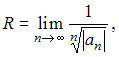 R = lim_{n→∞} 1/ⁿ√|aₙ|,